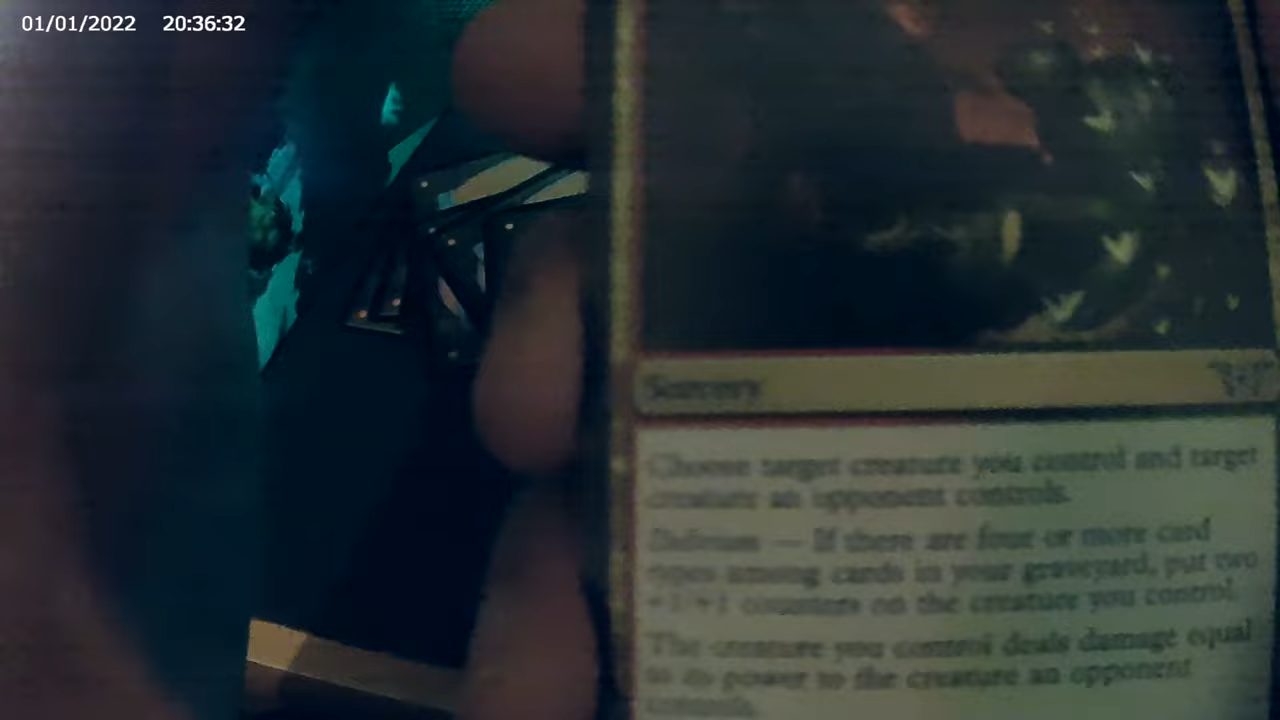 01/01/2022 20:36:32
Sorcery
Choose target creature you control and target
creature an opponent controls.
Delirium — If there are four or more card
types among cards in your graveyard, put two
+1/+1 counters on the creature you control.
The creature you control deals damage equal
to its power to the creature an opponent
controls.